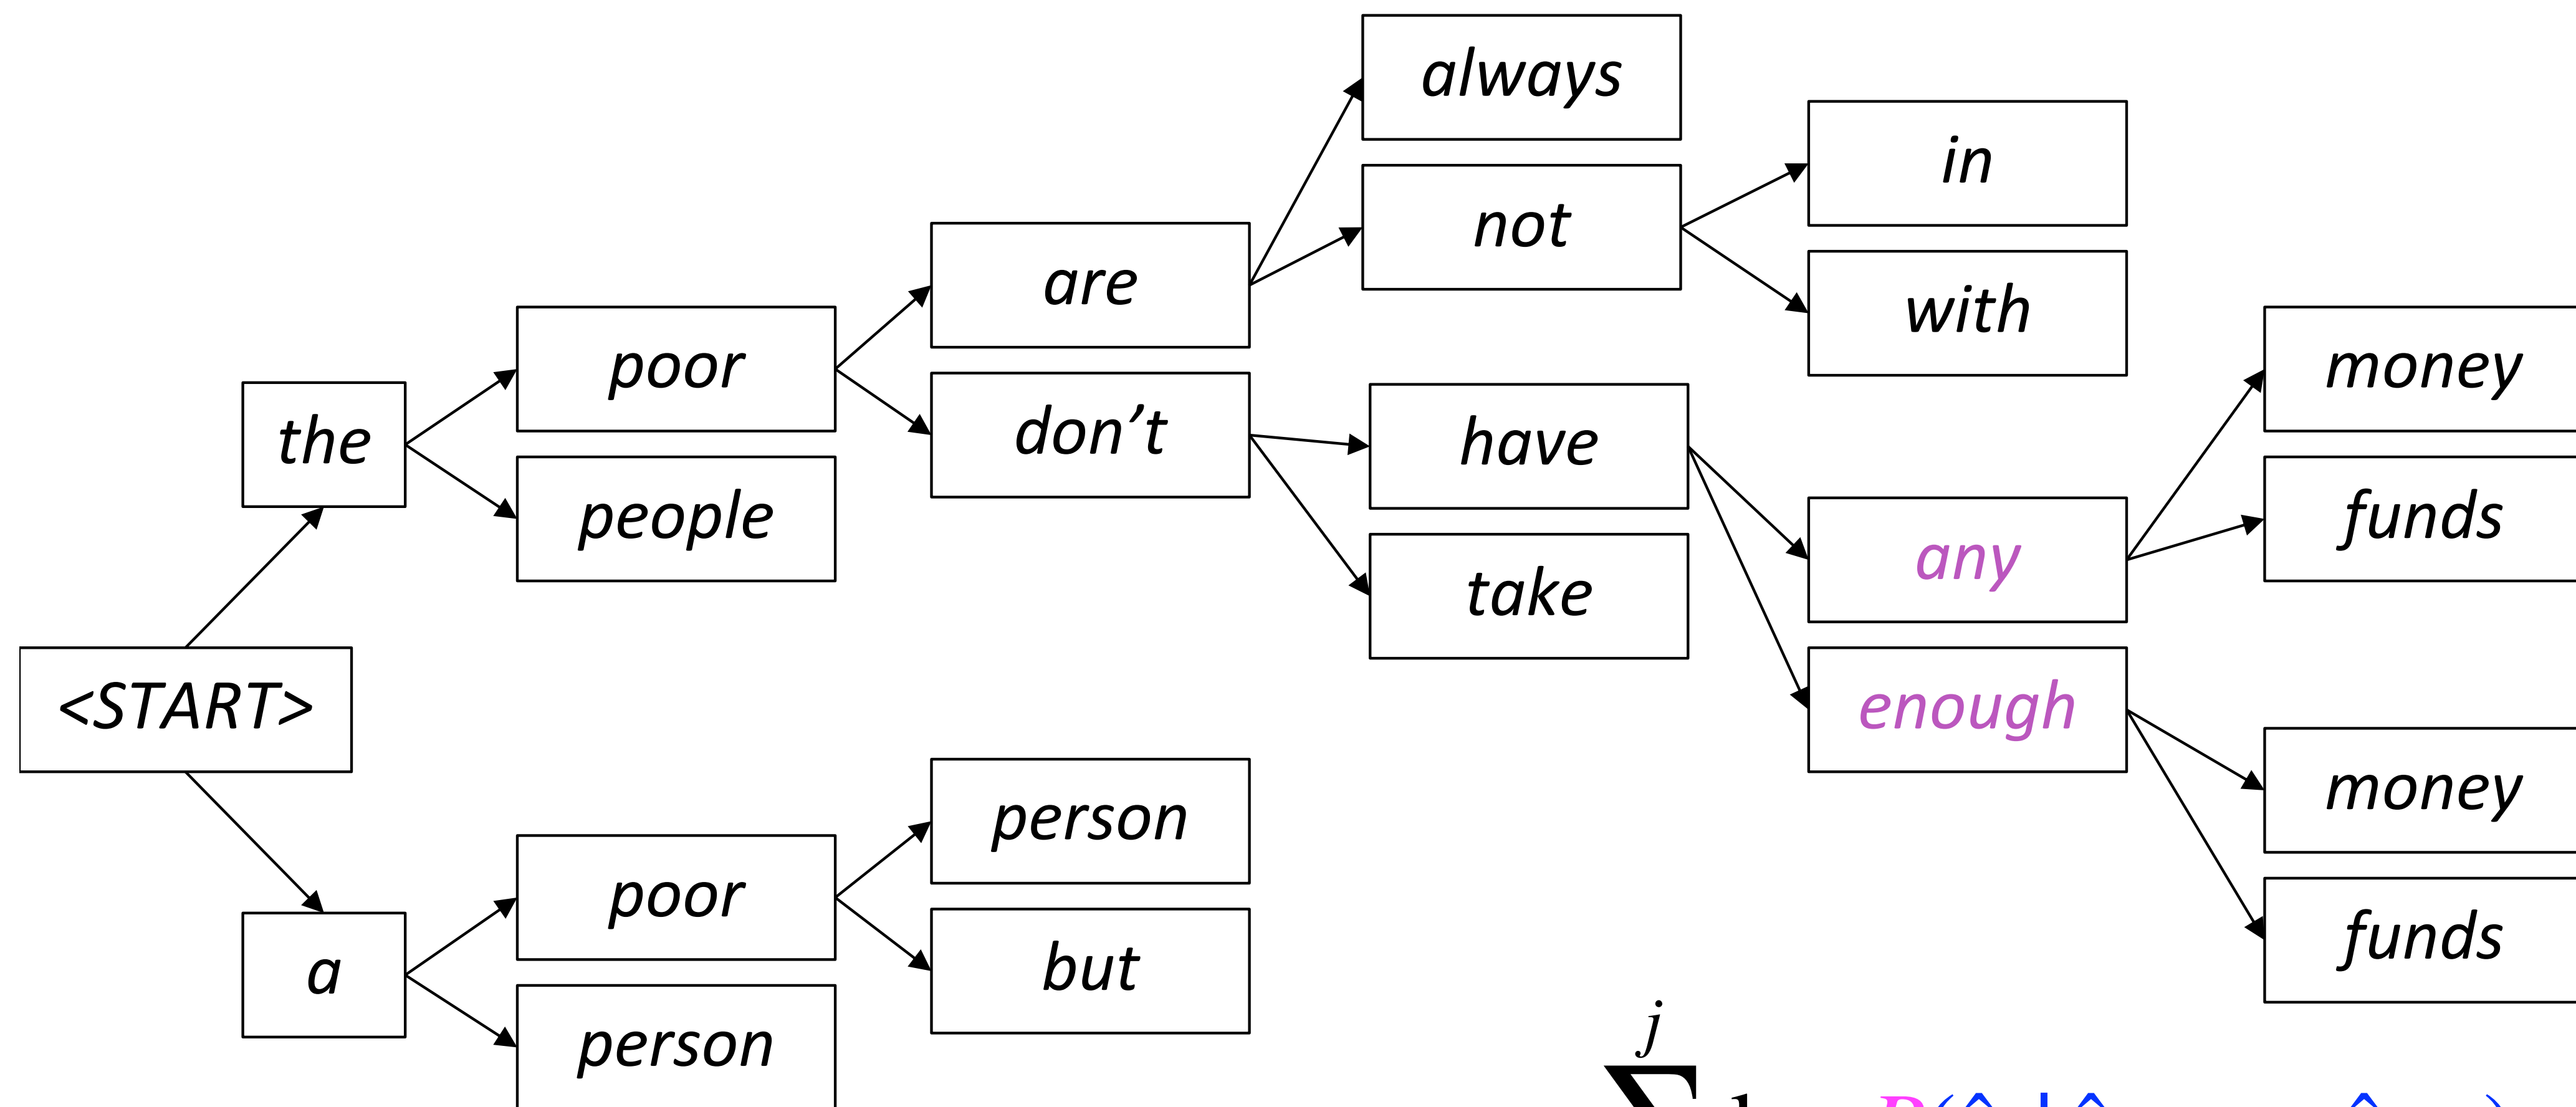 always
in
not
are
with
poor
money
don’t
the
have
people
funds
any
take
<START>
enough
person
money
poor
but
funds
a
person
j
∑